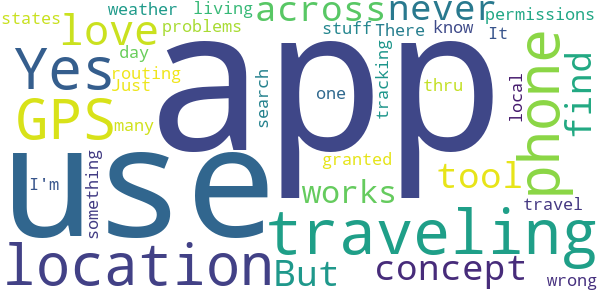 states
weather
living
across
never
permissions
love
problems
stuff
There
know
It
Yes
routing
day
Just
app
search
one
tracking
thru
phone
find
GPS
many
local
use
I'm
something
granted
works
tool
travel
traveling
location
But
concept
wrong